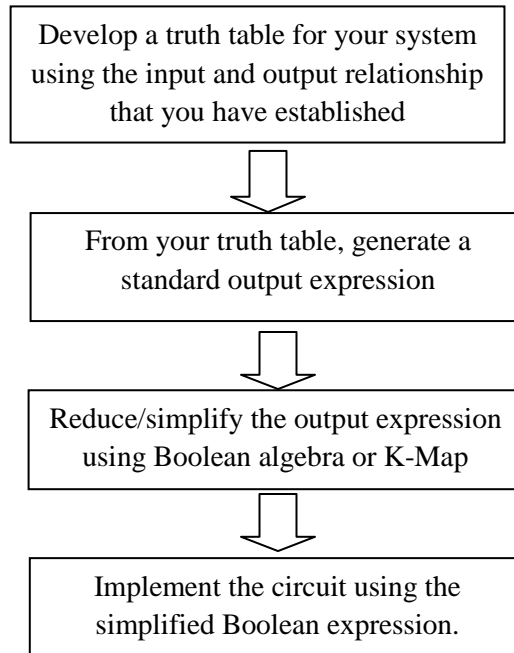 Develop a truth table for your system
using the input and output relationship
that you have established
From your truth table, generate a
standard output expression
Reduce/simplify the output expression
using Boolean algebra or K-Map
Implement the circuit using the
simplified Boolean expression.